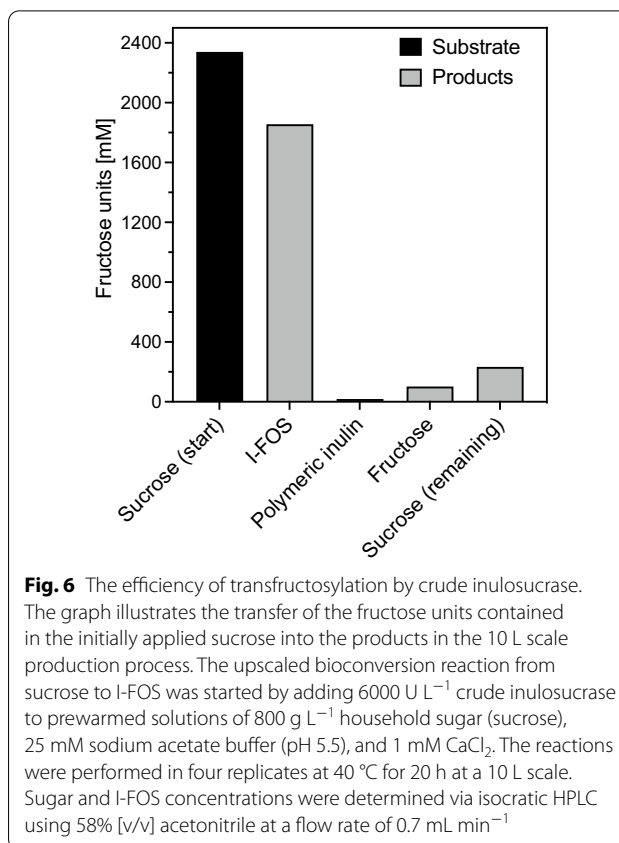 2400
2000
1600
1200
800
400
0
Fructose units [mM]
Substrate
Products
Sucrose (start)
I-FOS
Polymeric inulin
Fructose
Sucrose (remaining)
Fig. 6 The efficiency of transfructosylation by crude inulosucrase.
The graph illustrates the transfer of the fructose units contained
in the initially applied sucrose into the products in the 10 L scale
production process. The upscaled bioconversion reaction from
sucrose to I-FOS was started by adding 6000 U L⁻¹ crude inulosucrase
to prewarmed solutions of 800 g L⁻¹ household sugar (sucrose),
25 mM sodium acetate buffer (pH 5.5), and 1 mM CaCl₂. The reactions
were performed in four replicates at 40 °C for 20 h at a 10 L scale.
Sugar and I-FOS concentrations were determined via isocratic HPLC
using 58% [v/v] acetonitrile at a flow rate of 0.7 mL min⁻¹